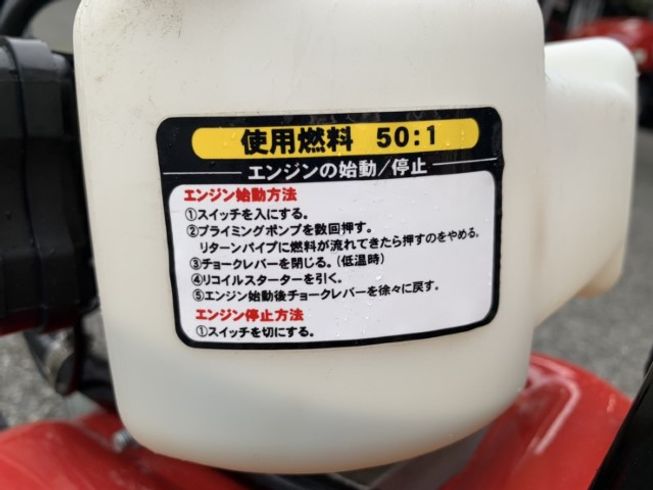 使用燃料 50:1
エンジンの始動/停止
エンジン始動方法
①スイッチを入にする。
②プライミングポンプを数回押す。
リターンパイプに燃料が流れてきたら押すのをやめる。
③チョークレバーを閉じる。(低温時)
④リコイルスターターを引く。
⑤エンジン始動後チョークレバーを徐々に戻す。
エンジン停止方法
①スイッチを切にする。